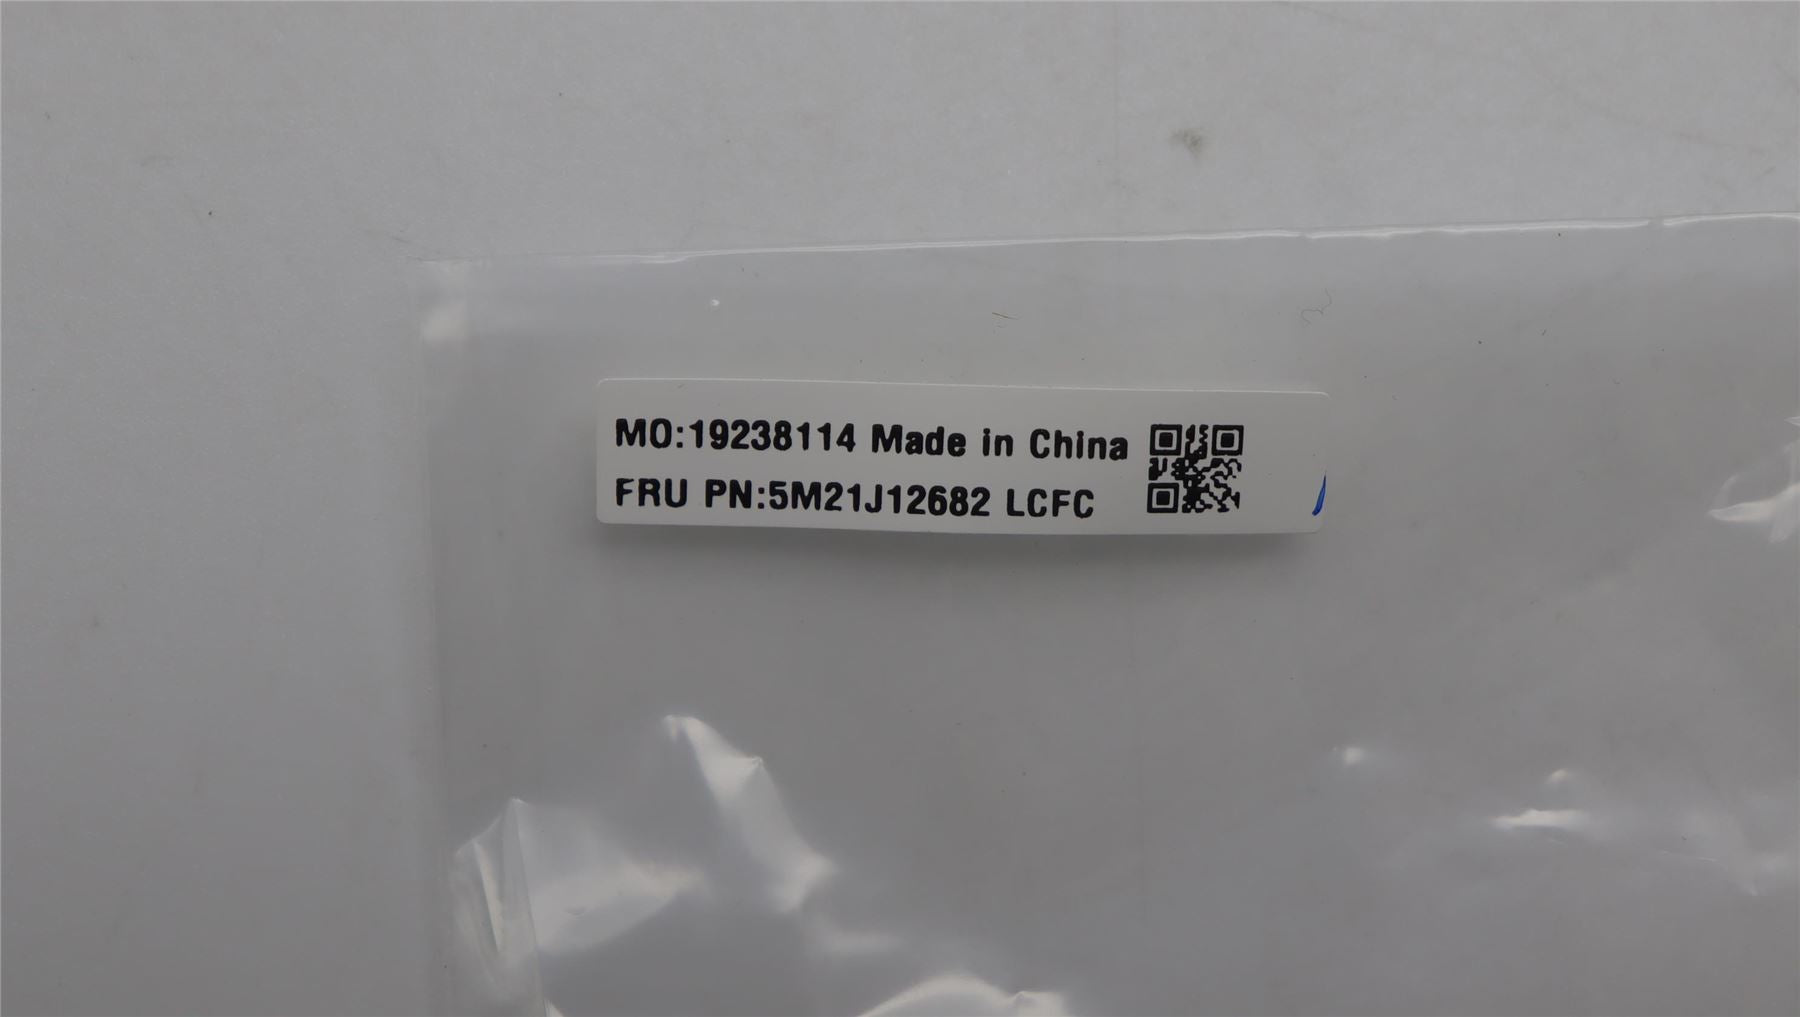 MO:19238114 Made in China
FRU PN:5M21J12682 LCFC